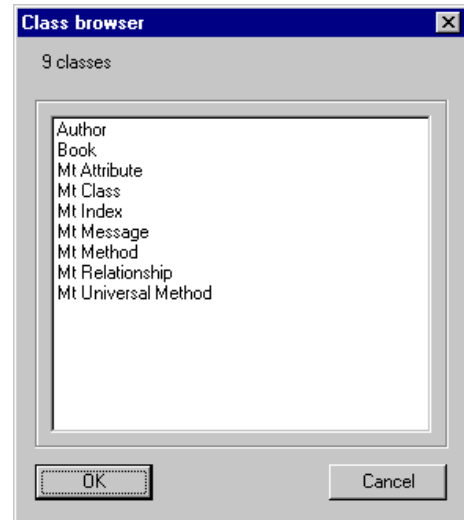 Class browser
9 classes
Author
Book
Mt Attribute
Mt Class
Mt Index
Mt Message
Mt Method
Mt Relationship
Mt Universal Method
OK
Cancel